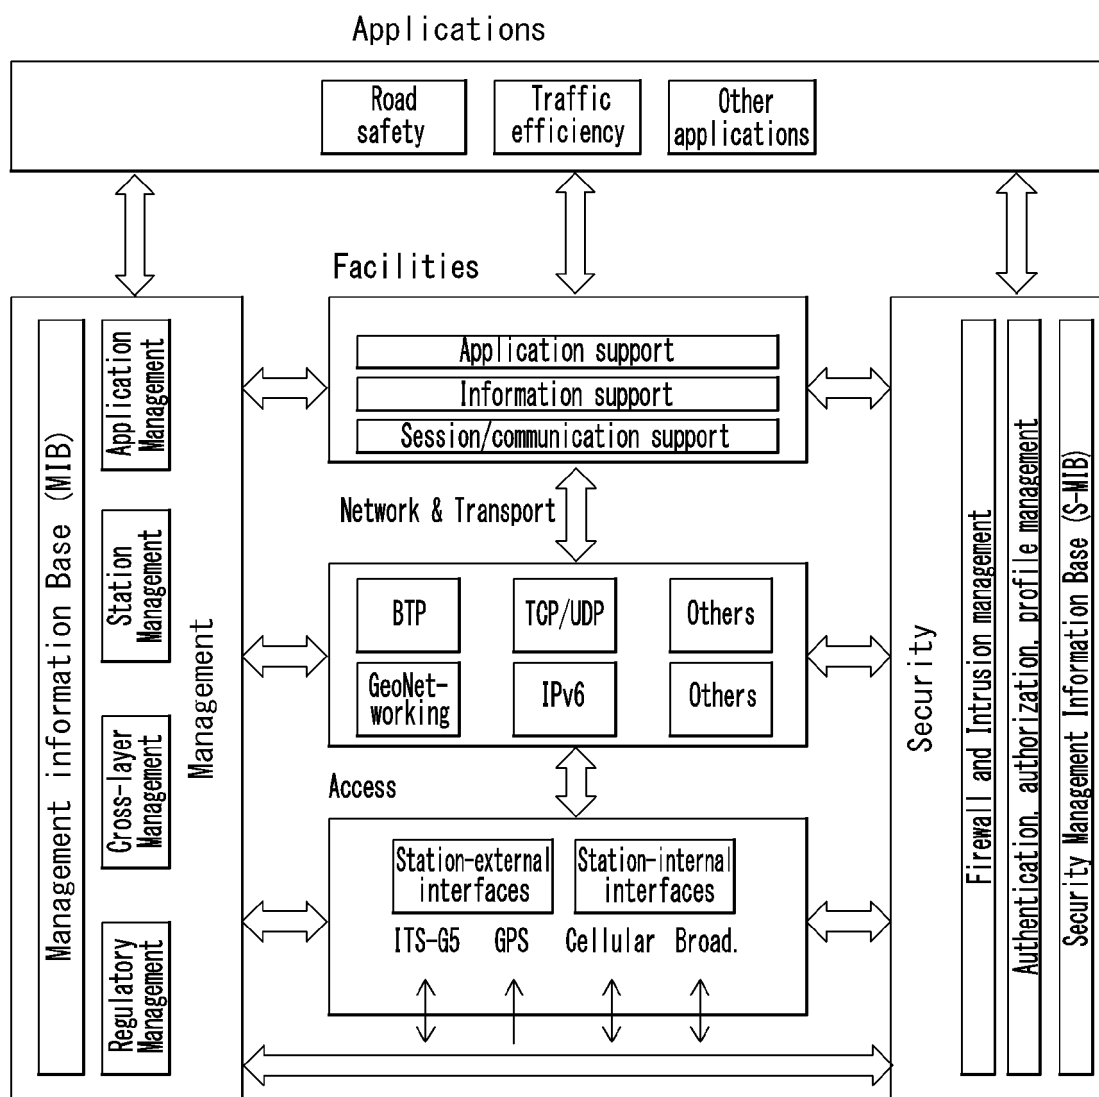 Applications
Road
safety
Traffic
efficiency
Other
applications
Facilities
Application support
Information support
Session/communication support
Network & Transport
BTP
TCP/UDP
Others
GeoNet-
working
IPv6
Others
Access
Station-external
interfaces
Station-internal
interfaces
ITS-G5
GPS
Cellular
Broad.
Management information Base (MIB)
Application
Management
Station
Management
Cross-layer
Management
Regulatory
Management
Management
Security
Firewall and Intrusion management
Authentication, authorization, profile management
Security Management Information Base (S-MIB)